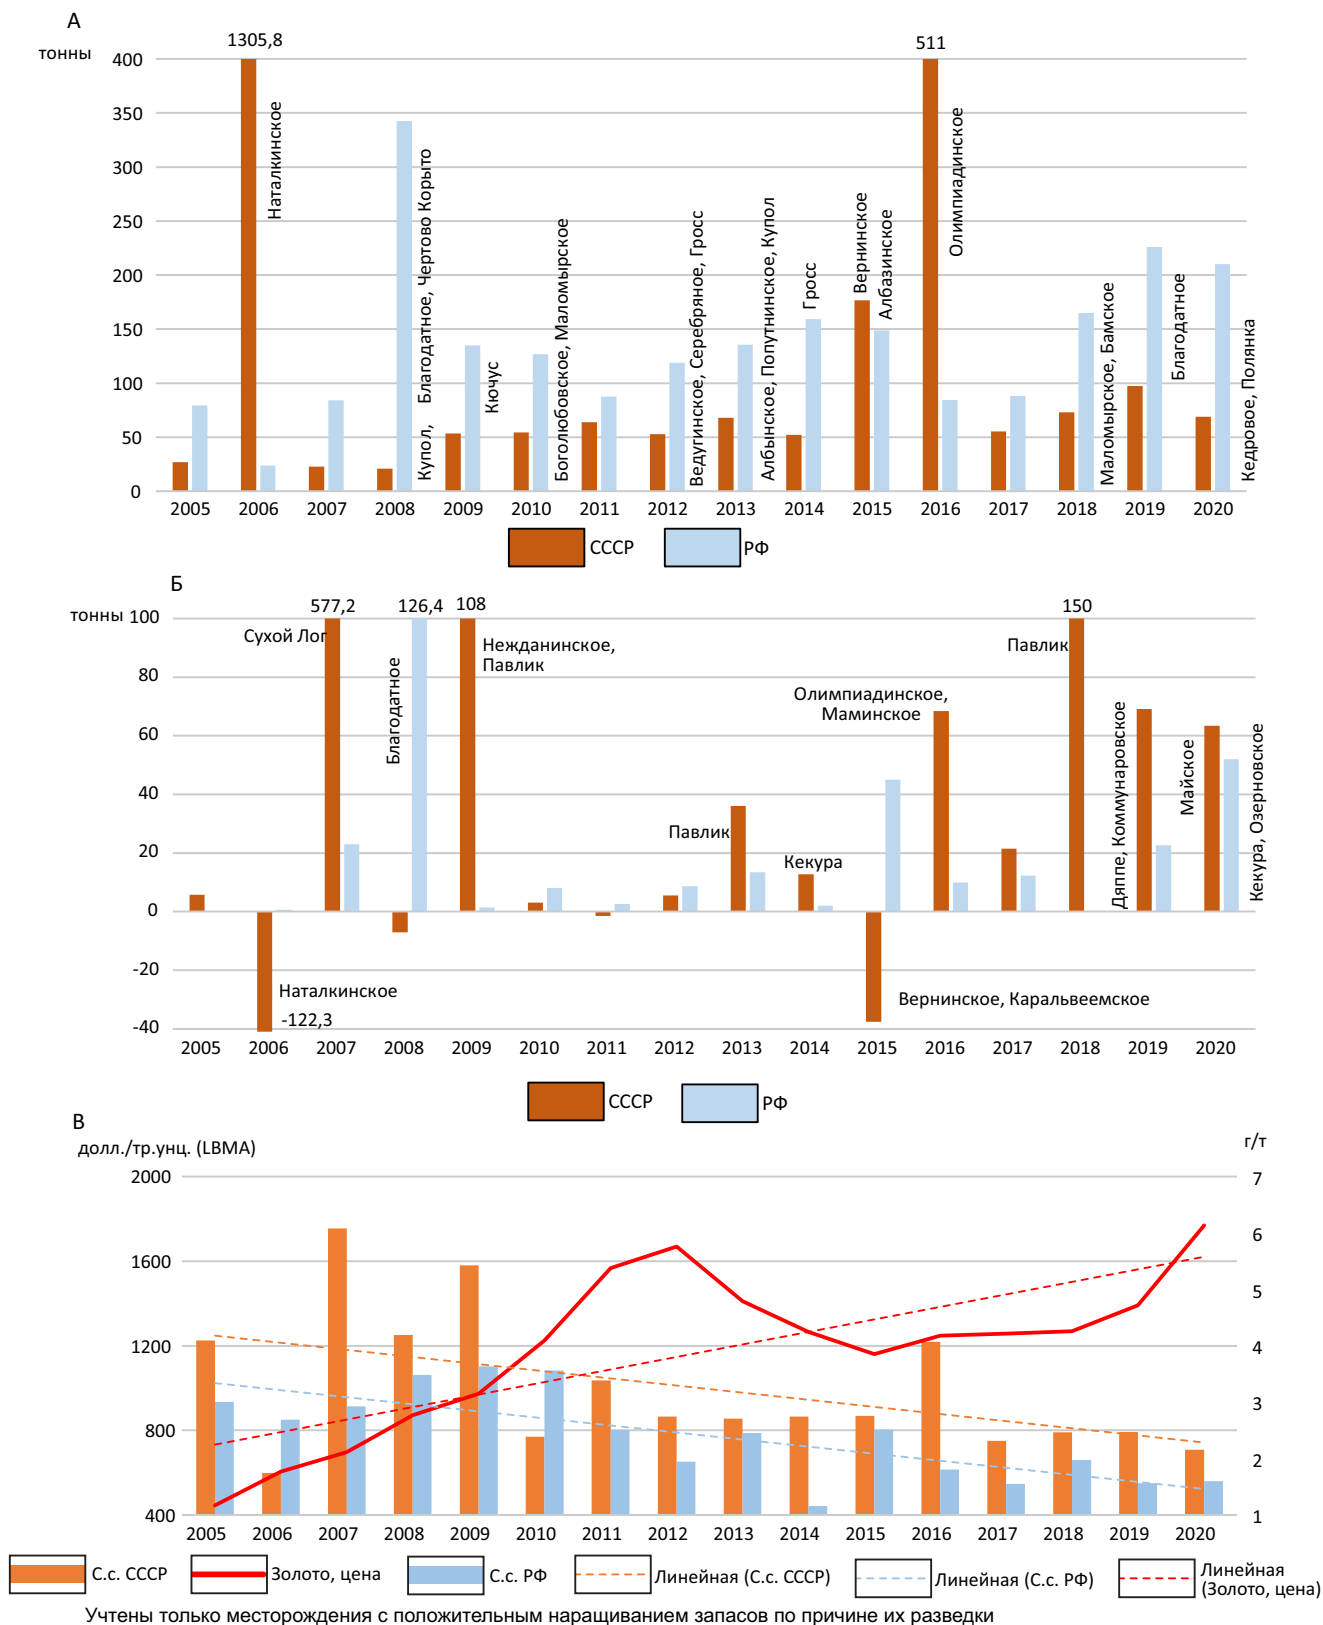 А
тонны
1305,8
511
400
350
300
250
200
150
100
50
0
Наталкинское
Купол, Благодатное, Чертово Корыто
Кючус
Боголюбовское, Маломырское
Ведугинское, Серебряное, Гросс
Албынское, Попутнинское, Купол
Гросс
Вернинское
Албазинское
Олимпиадинское
Маломырское, Бамское
Благодатное
Кедровое, Полянка
2005 2006 2007 2008 2009 2010 2011 2012 2013 2014 2015 2016 2017 2018 2019 2020
СССР РФ
Б
тонны
577,2 126,4 108 150
100
80
60
40
20
0
-20
-40
Сухой Лог
Благодатное
Нежданинское,
Павлик
Павлик
Кекура
Олимпиадинское,
Маминское
Павлик
Дяппе, Коммунаровское
Майское
Кекура, Озерновское
Наталкинское
-122,3
Вернинское, Каральвеемское
2005 2006 2007 2008 2009 2010 2011 2012 2013 2014 2015 2016 2017 2018 2019 2020
СССР РФ
В
долл./тр.унц. (LBMA)
г/т
2000
1600
1200
800
400
7
6
5
4
3
2
1
2005 2006 2007 2008 2009 2010 2011 2012 2013 2014 2015 2016 2017 2018 2019 2020
С.с. СССР
Золото, цена
С.с. РФ
Линейная (С.с. СССР)
Линейная (С.с. РФ)
Линейная
(Золото, цена)
Учтены только месторождения с положительным наращиванием запасов по причине их разведки